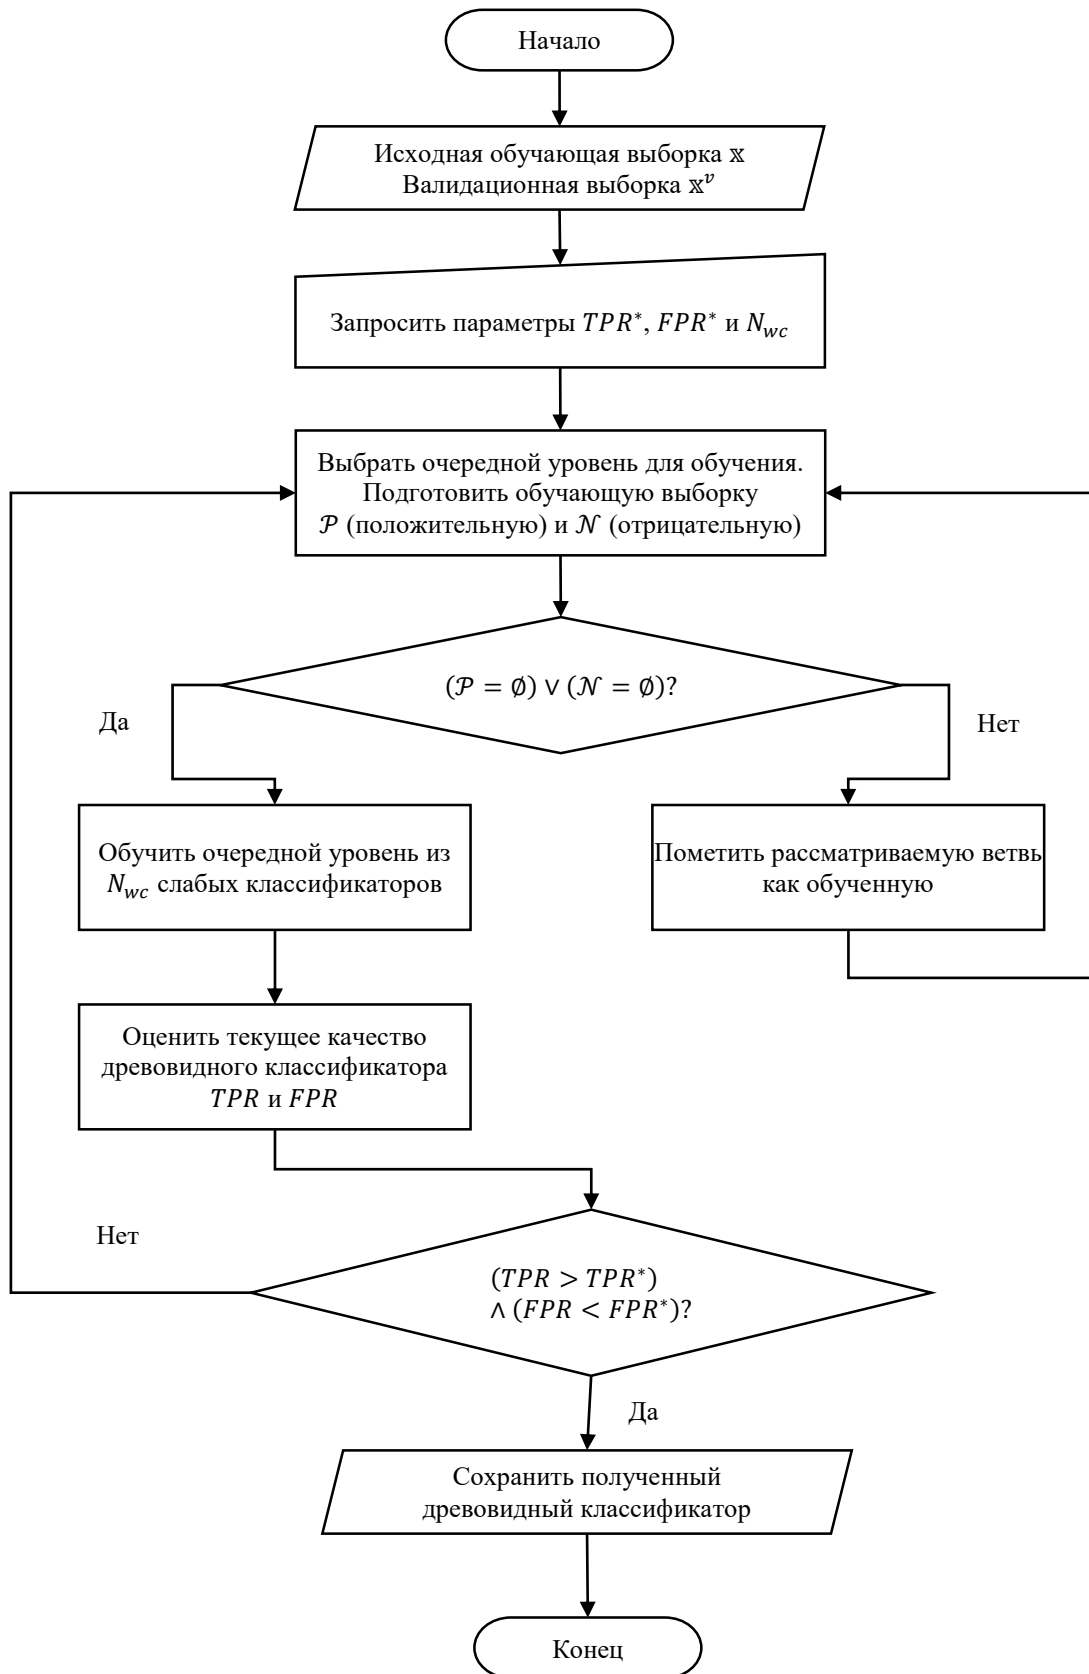 Начало
Исходная обучающая выборка 𝕩
Валидационная выборка 𝕩ᵛ
Запросить параметры TPR*, FPR* и N_wc
Выбрать очередной уровень для обучения.
Подготовить обучающую выборку
𝒫 (положительную) и 𝒩 (отрицательную)
(𝒫 = ∅) ∨ (𝒩 = ∅)?
Да
Нет
Обучить очередной уровень из
N_wc слабых классификаторов
Пометить рассматриваемую ветвь
как обученную
Оценить текущее качество
древовидного классификатора
TPR и FPR
Нет
(TPR > TPR*)
∧ (FPR < FPR*)?
Да
Сохранить полученный
древовидный классификатор
Конец